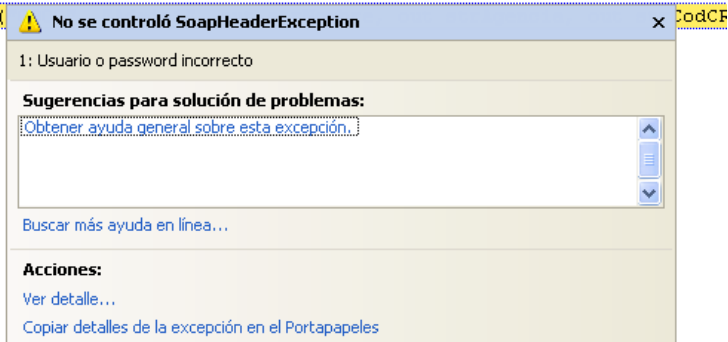 No se controló SoapHeaderException
CodCR
1: Usuario o password incorrecto
Sugerencias para solución de problemas:
Obtener ayuda general sobre esta excepción.
Buscar más ayuda en línea...
Acciones:
Ver detalle...
Copiar detalles de la excepción en el Portapapeles